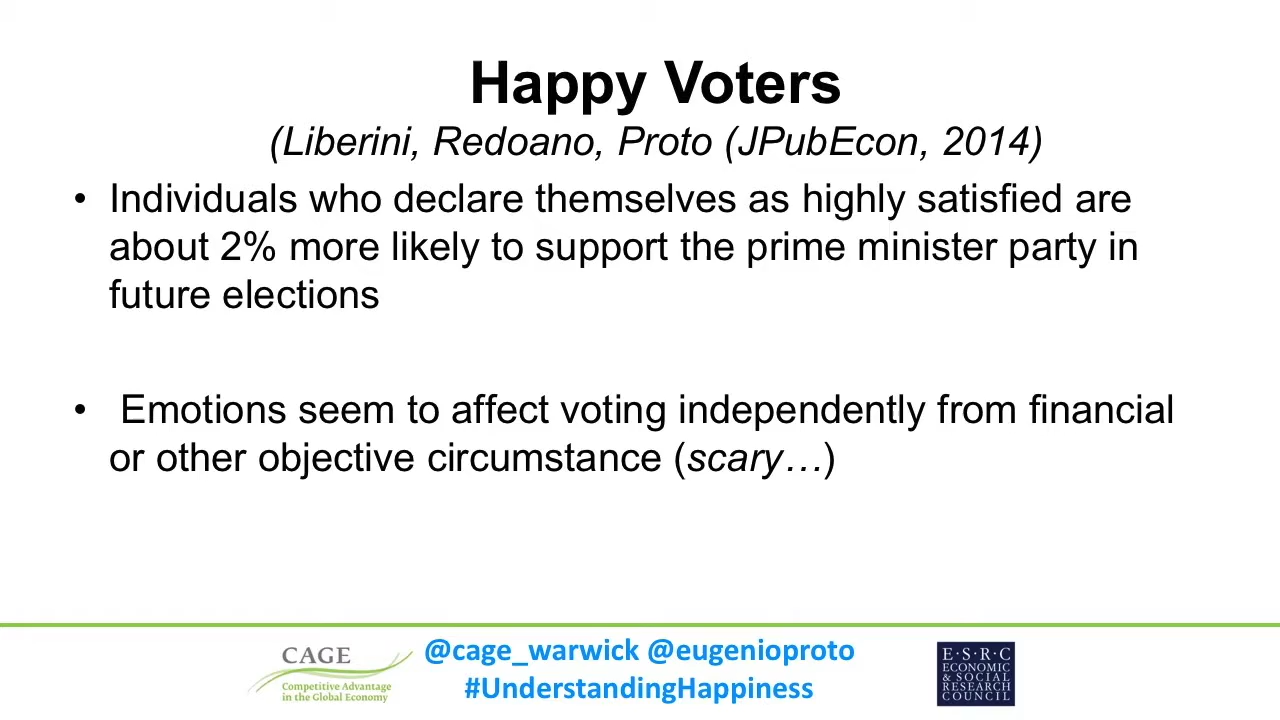 Happy Voters
(Liberini, Redoano, Proto (JPubEcon, 2014)
• Individuals who declare themselves as highly satisfied are
about 2% more likely to support the prime minister party in
future elections
• Emotions seem to affect voting independently from financial
or other objective circumstance (scary…)
CAGE
Competitive Advantage
in the Global Economy
@cage_warwick @eugenioproto
#UnderstandingHappiness
E·S·R·C
ECONOMIC
& SOCIAL
RESEARCH
COUNCIL